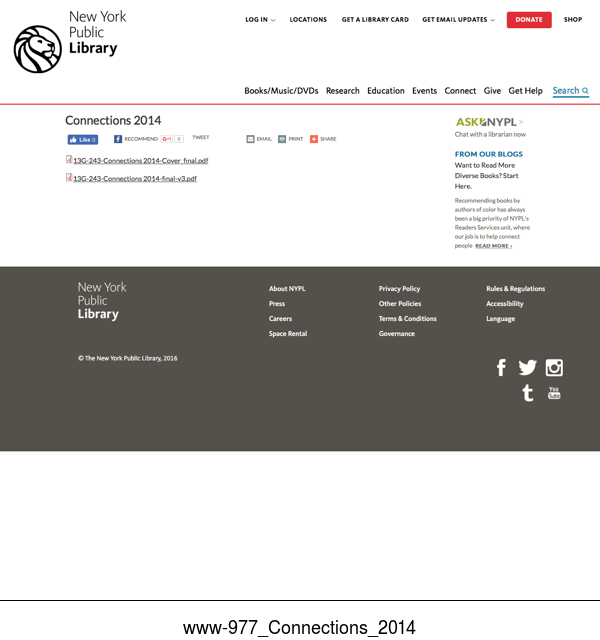 New York
Public
Library
LOG IN
LOCATIONS
GET A LIBRARY CARD
GET EMAIL UPDATES
DONATE
SHOP
Books/Music/DVDs
Research
Education
Events
Connect
Give
Get Help
Search
Connections 2014
Like 0
RECOMMEND
G+1
0
TWEET
EMAIL
PRINT
SHARE
13G-243-Connections 2014-Cover_final.pdf
13G-243-Connections 2014-final-v3.pdf
ASK NYPL >
Chat with a librarian now
FROM OUR BLOGS
Want to Read More
Diverse Books? Start
Here.
Recommending books by
authors of color has always
been a big priority of NYPL's
Readers Services unit, where
our job is to help connect
people READ MORE ›
New York
Public
Library
About NYPL
Press
Careers
Space Rental
Privacy Policy
Other Policies
Terms & Conditions
Governance
Rules & Regulations
Accessibility
Language
© The New York Public Library, 2016
You
Tube
www-977_Connections_2014